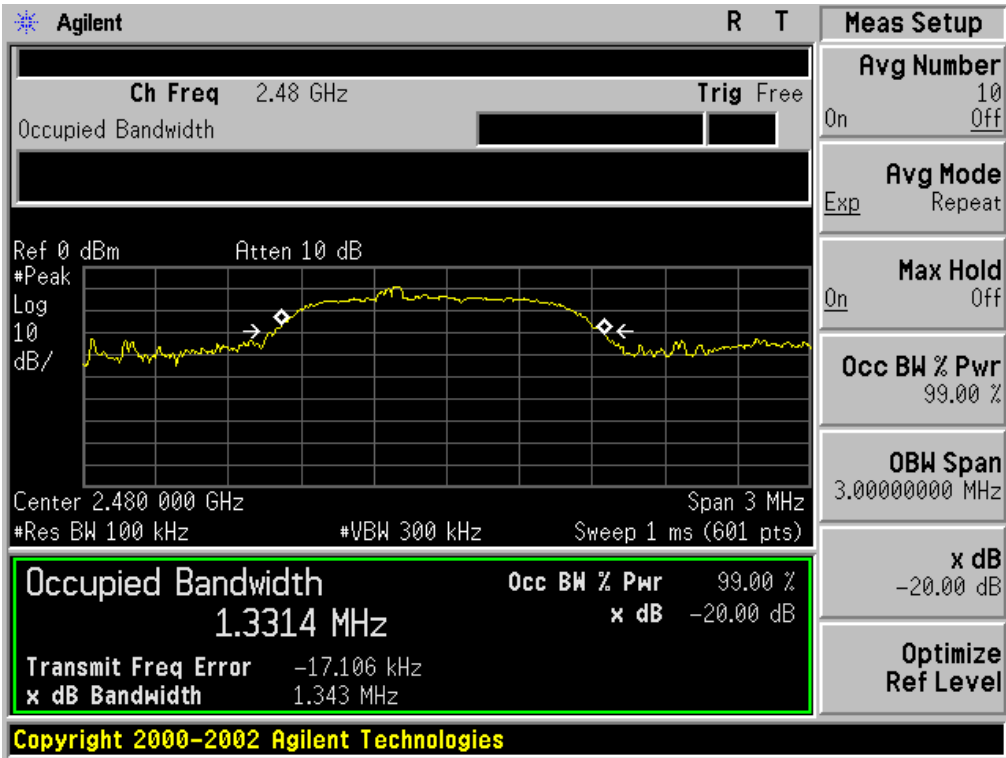 Agilent R T
Ch Freq 2.48 GHz Trig Free
Occupied Bandwidth
Ref 0 dBm Atten 10 dB
#Peak
Log
10
dB/
Center 2.480 000 GHz Span 3 MHz
#Res BW 100 kHz #VBW 300 kHz Sweep 1 ms (601 pts)
Occupied Bandwidth Occ BW % Pwr 99.00 %
1.3314 MHz x dB -20.00 dB
Transmit Freq Error -17.106 kHz
x dB Bandwidth 1.343 MHz
Copyright 2000-2002 Agilent Technologies
Meas Setup
Avg Number
10
On Off
Avg Mode
Exp Repeat
Max Hold
On Off
Occ BW % Pwr
99.00 %
OBW Span
3.00000000 MHz
x dB
-20.00 dB
Optimize
Ref Level